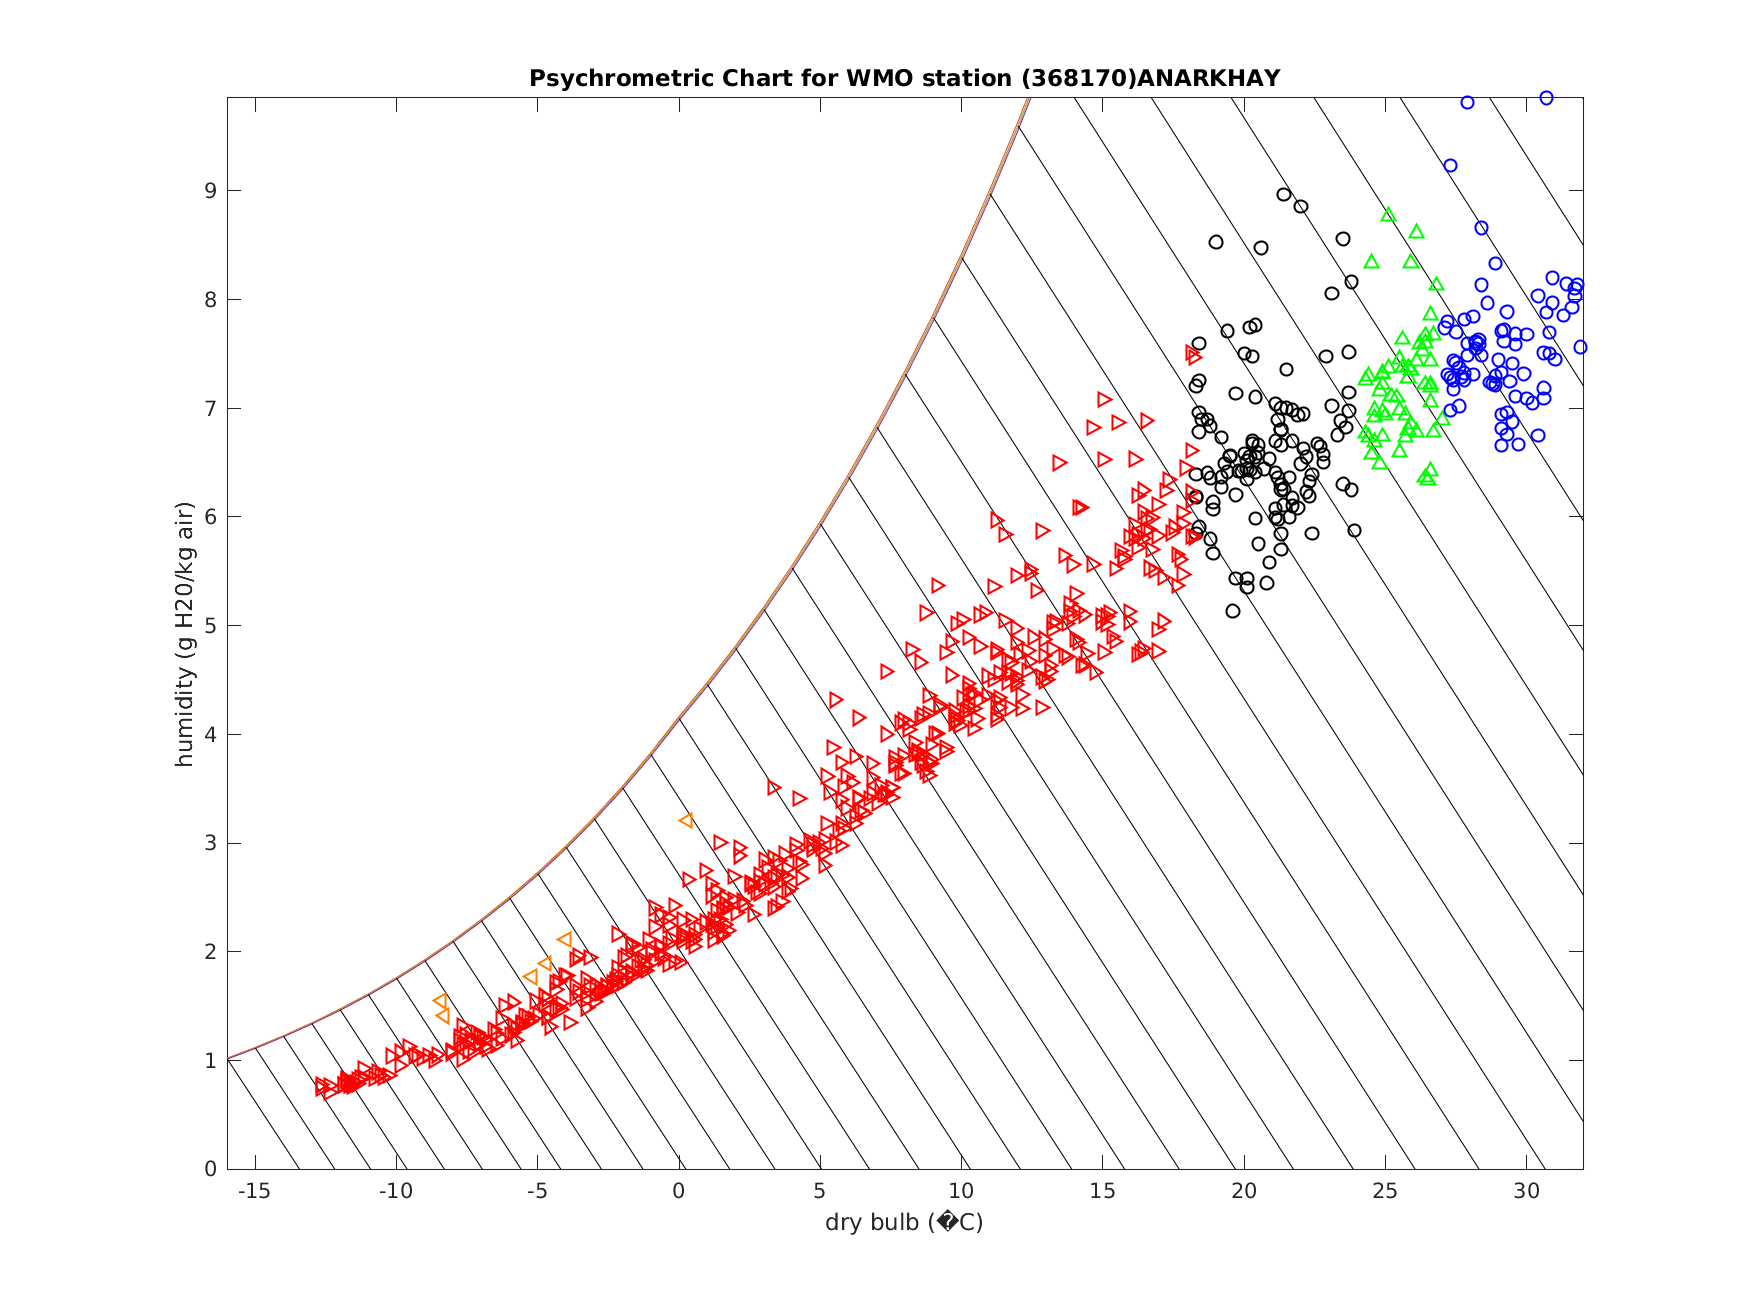 Psychrometric Chart for WMO station (368170)ANARKHAY
humidity (g H20/kg air)
9
8
7
6
5
4
3
2
1
0
-15 -10 -5 0 5 10 15 20 25 30
dry bulb (�C)